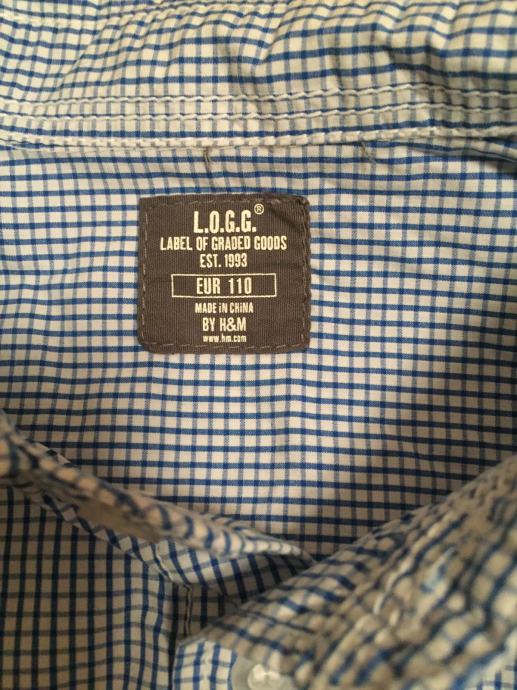 L.O.G.G.®
LABEL OF GRADED GOODS
EST. 1993
EUR 110
MADE IN CHINA
BY H&M
www.hm.com